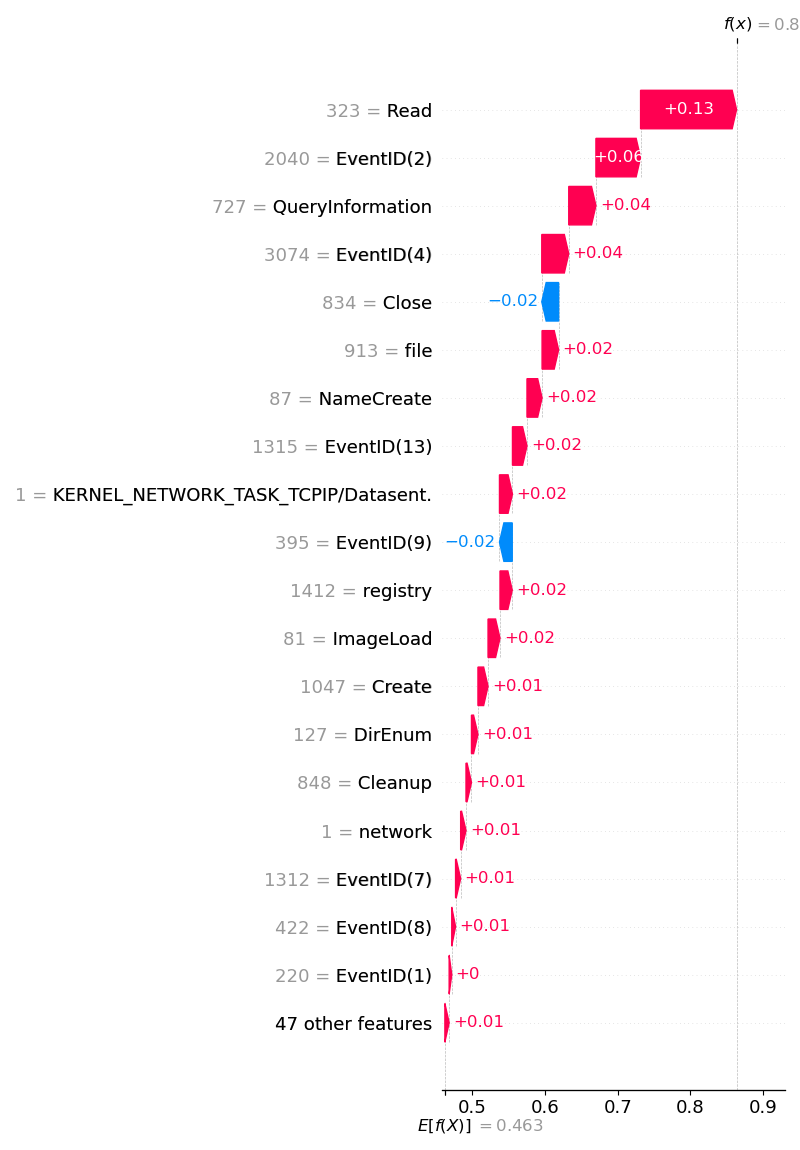 f(x) = 0.8
323 = Read +0.13
2040 = EventID(2) +0.06
727 = QueryInformation +0.04
3074 = EventID(4) +0.04
834 = Close −0.02
913 = file +0.02
87 = NameCreate +0.02
1315 = EventID(13) +0.02
1 = KERNEL_NETWORK_TASK_TCPIP/Datasent. +0.02
395 = EventID(9) −0.02
1412 = registry +0.02
81 = ImageLoad +0.02
1047 = Create +0.01
127 = DirEnum +0.01
848 = Cleanup +0.01
1 = network +0.01
1312 = EventID(7) +0.01
422 = EventID(8) +0.01
220 = EventID(1) +0
47 other features +0.01
0.5 0.6 0.7 0.8 0.9
E[f(X)] = 0.463